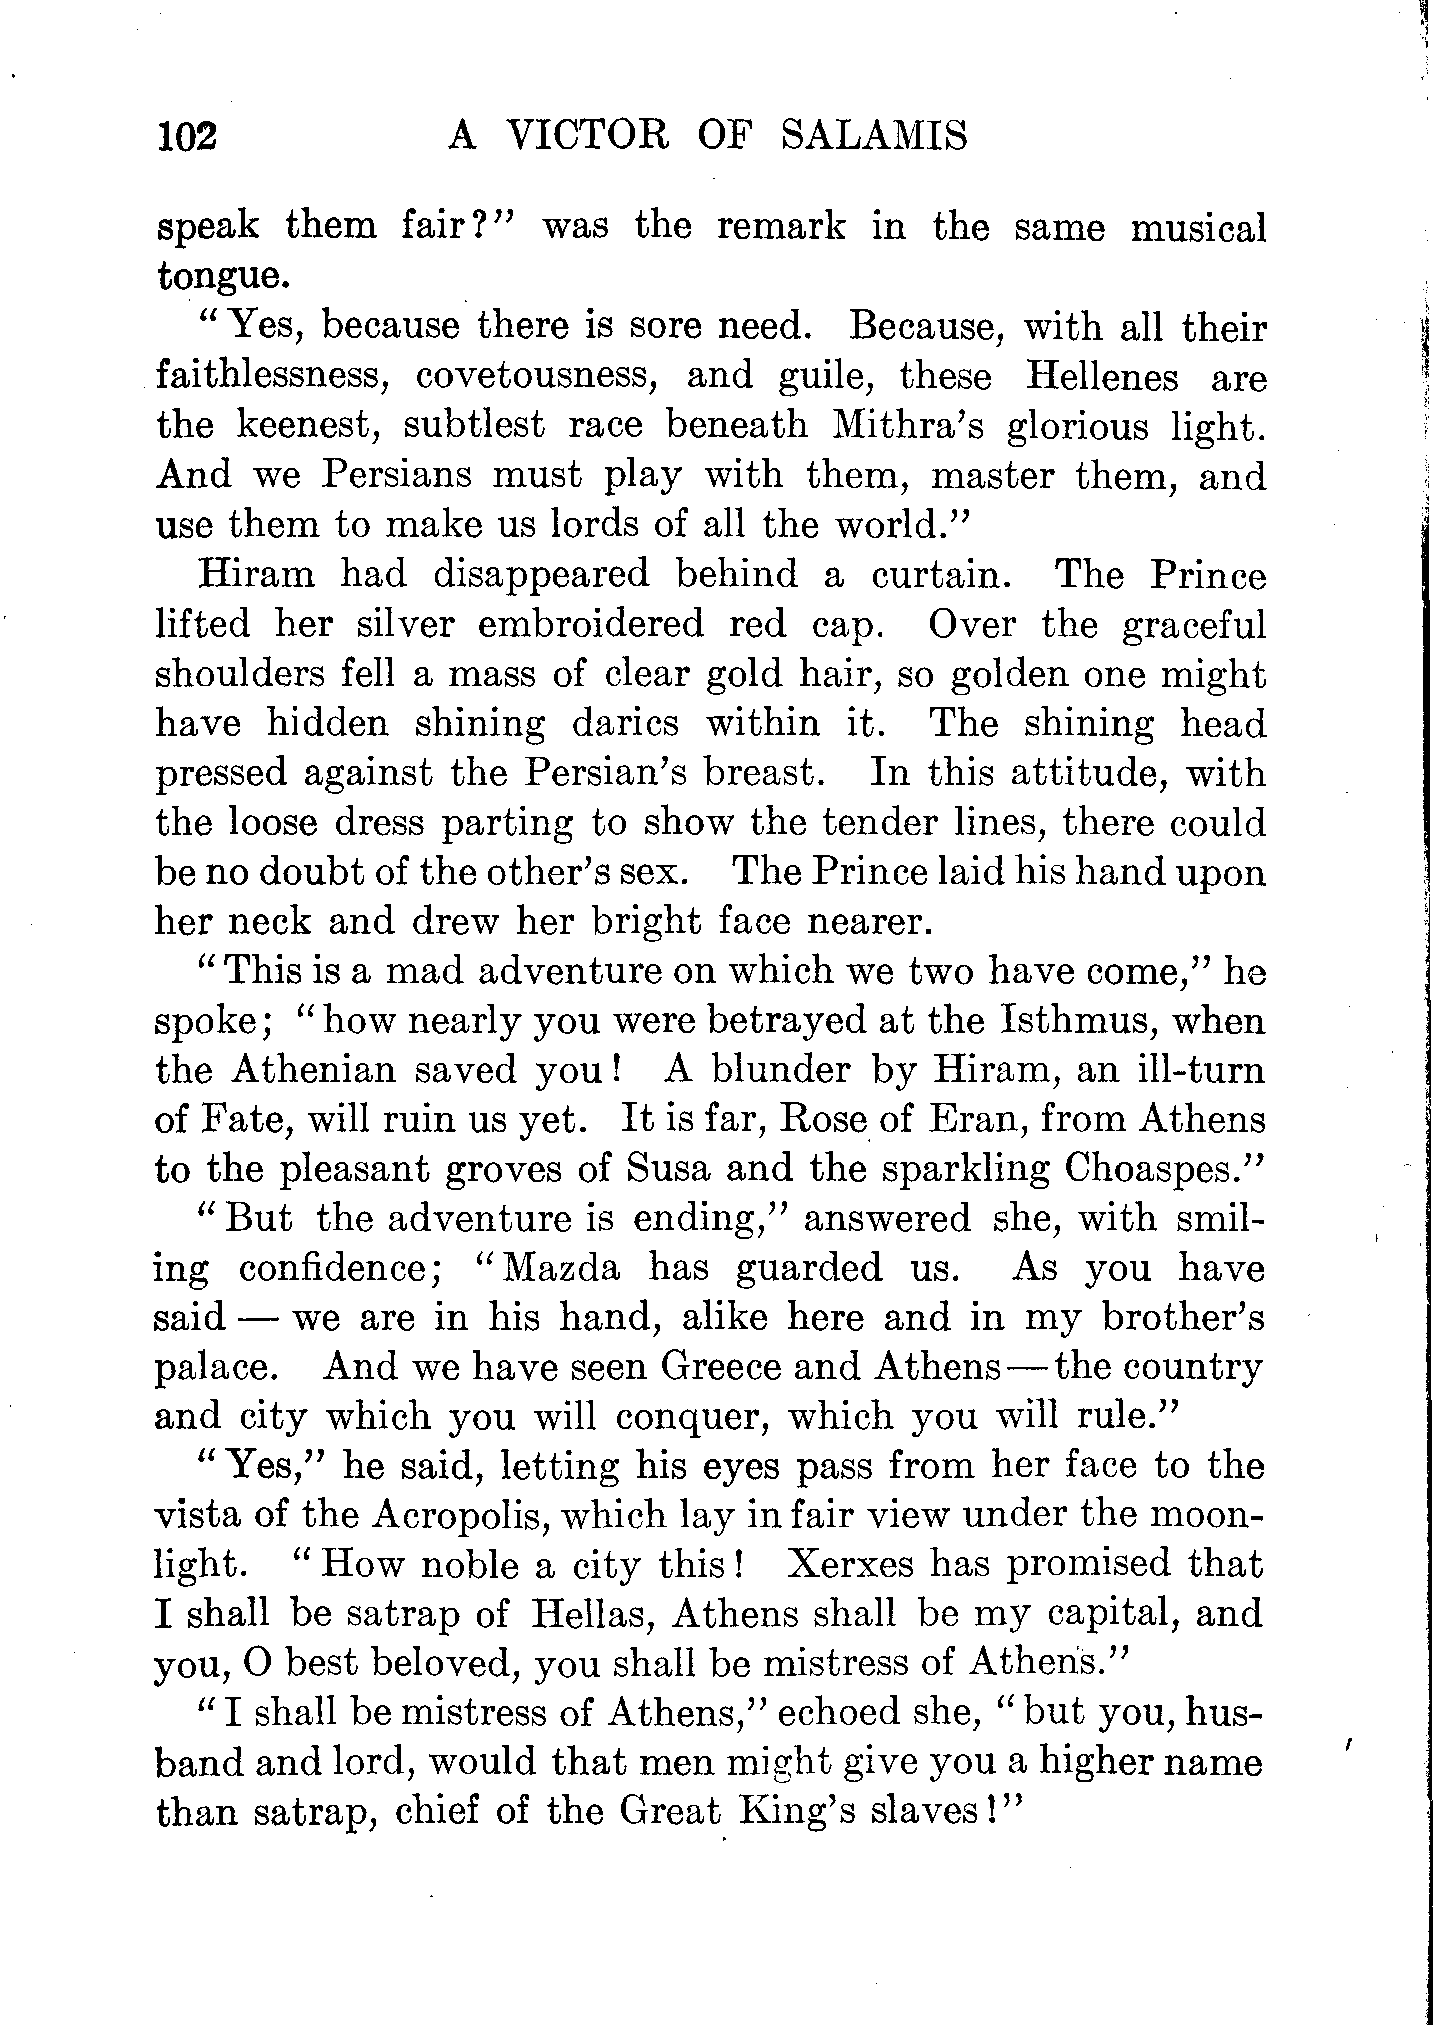 102 A VICTOR OF SALAMIS
speak them fair?" was the remark in the same musical
tongue.
"Yes, because there is sore need. Because, with all their
faithlessness, covetousness, and guile, these Hellenes are
the keenest, subtlest race beneath Mithra's glorious light.
And we Persians must play with them, master them, and
use them to make us lords of all the world."
Hiram had disappeared behind a curtain. The Prince
lifted her silver embroidered red cap. Over the graceful
shoulders fell a mass of clear gold hair, so golden one might
have hidden shining darics within it. The shining head
pressed against the Persian's breast. In this attitude, with
the loose dress parting to show the tender lines, there could
be no doubt of the other's sex. The Prince laid his hand upon
her neck and drew her bright face nearer.
"This is a mad adventure on which we two have come," he
spoke; "how nearly you were betrayed at the Isthmus, when
the Athenian saved you! A blunder by Hiram, an ill-turn
of Fate, will ruin us yet. It is far, Rose of Eran, from Athens
to the pleasant groves of Susa and the sparkling Choaspes."
"But the adventure is ending," answered she, with smil-
ing confidence; "Mazda has guarded us. As you have
said — we are in his hand, alike here and in my brother's
palace. And we have seen Greece and Athens—the country
and city which you will conquer, which you will rule."
"Yes," he said, letting his eyes pass from her face to the
vista of the Acropolis, which lay in fair view under the moon-
light. "How noble a city this! Xerxes has promised that
I shall be satrap of Hellas, Athens shall be my capital, and
you, O best beloved, you shall be mistress of Athens."
"I shall be mistress of Athens," echoed she, "but you, hus-
band and lord, would that men might give you a higher name
than satrap, chief of the Great King's slaves!"